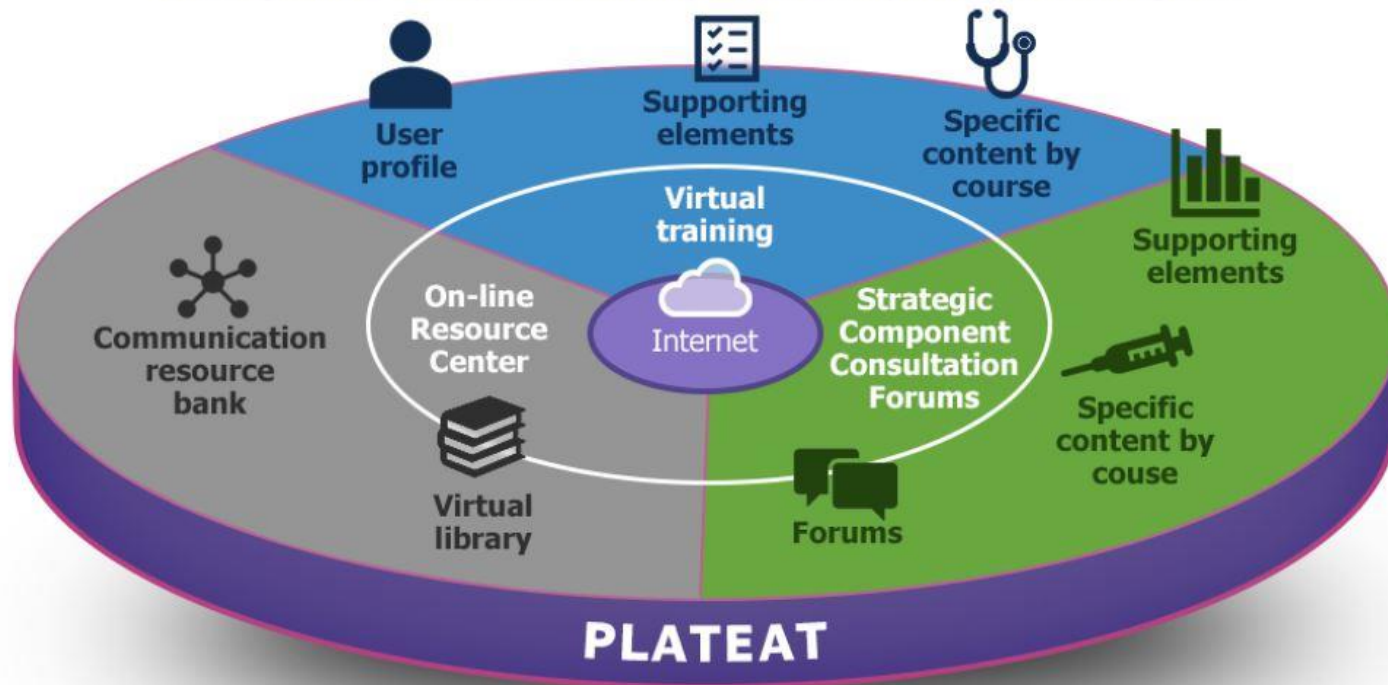 User
profile
Supporting
elements
Specific
content by
course
Supporting
elements
Virtual
training
On-line
Resource
Center
Internet
Strategic
Component
Consultation
Forums
Communication
resource
bank
Specific
content by
couse
Virtual
library
Forums
PLATEAT